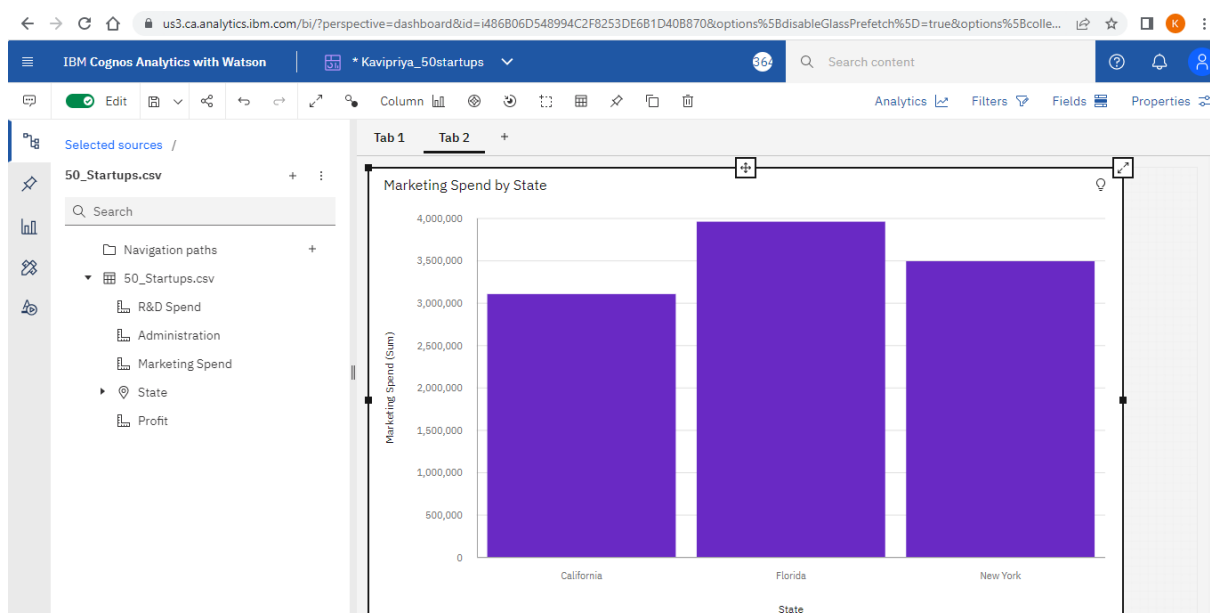 us3.ca.analytics.ibm.com/bi/?perspective=dashboard&id=i486B06D548994C2F8253DE6B1D40B870&options%5BdisableGlassPrefetch%5D=true&options%5Bcolle...
K
IBM Cognos Analytics with Watson
* Kavipriya_50startups
364
Search content
Edit
Column
Analytics
Filters
Fields
Properties
Selected sources /
Tab 1
Tab 2
+
50_Startups.csv
Search
Navigation paths
50_Startups.csv
R&D Spend
Administration
Marketing Spend
State
Profit
Marketing Spend by State
Marketing Spend (Sum)
4,000,000
3,500,000
3,000,000
2,500,000
2,000,000
1,500,000
1,000,000
500,000
0
California
Florida
New York
State